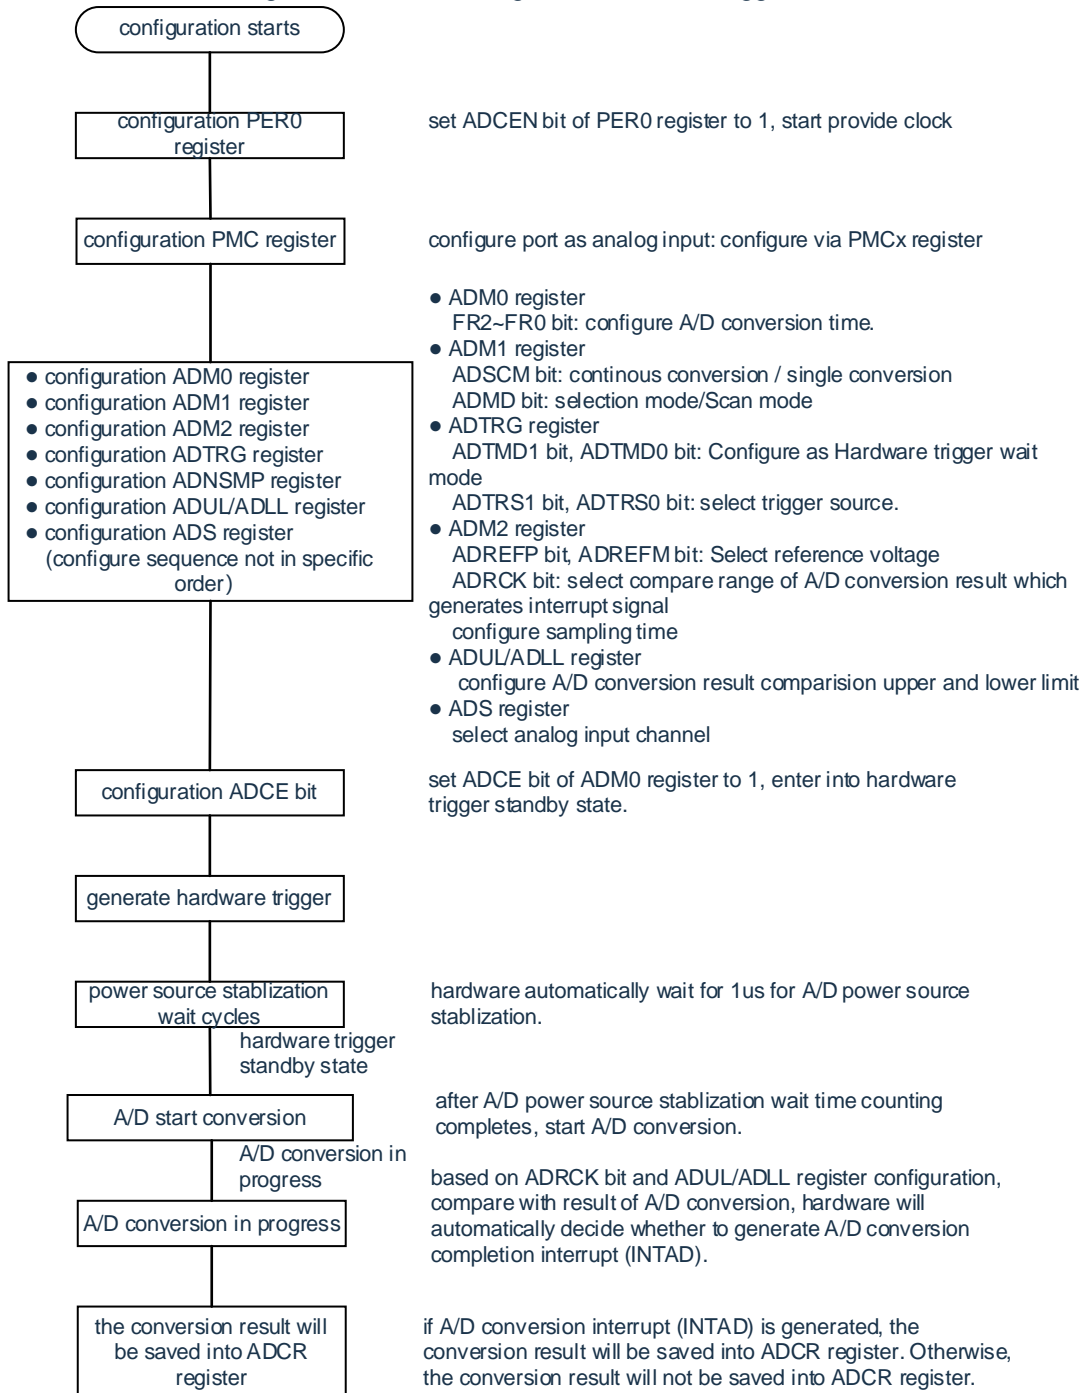 configuration starts
configuration PER0
register
set ADCEN bit of PER0 register to 1, start provide clock
configuration PMC register
configure port as analog input: configure via PMCx register
● configuration ADM0 register
● configuration ADM1 register
● configuration ADM2 register
● configuration ADTRG register
● configuration ADNSMP register
● configuration ADUL/ADLL register
● configuration ADS register
(configure sequence not in specific
order)
● ADM0 register
FR2~FR0 bit: configure A/D conversion time.
● ADM1 register
ADSCM bit: continous conversion / single conversion
ADMD bit: selection mode/Scan mode
● ADTRG register
ADTMD1 bit, ADTMD0 bit: Configure as Hardware trigger wait
mode
ADTRS1 bit, ADTRS0 bit: select trigger source.
● ADM2 register
ADREFP bit, ADREFM bit: Select reference voltage
ADRCK bit: select compare range of A/D conversion result which
generates interrupt signal
configure sampling time
● ADUL/ADLL register
configure A/D conversion result comparision upper and lower limit
● ADS register
select analog input channel
configuration ADCE bit
set ADCE bit of ADM0 register to 1, enter into hardware
trigger standby state.
generate hardware trigger
power source stablization
wait cycles
hardware automatically wait for 1us for A/D power source
stablization.
hardware trigger
standby state
A/D start conversion
after A/D power source stablization wait time counting
completes, start A/D conversion.
A/D conversion in
progress
A/D conversion in progress
based on ADRCK bit and ADUL/ADLL register configuration,
compare with result of A/D conversion, hardware will
automatically decide whether to generate A/D conversion
completion interrupt (INTAD).
the conversion result will
be saved into ADCR
register
if A/D conversion interrupt (INTAD) is generated, the
conversion result will be saved into ADCR register. Otherwise,
the conversion result will not be saved into ADCR register.